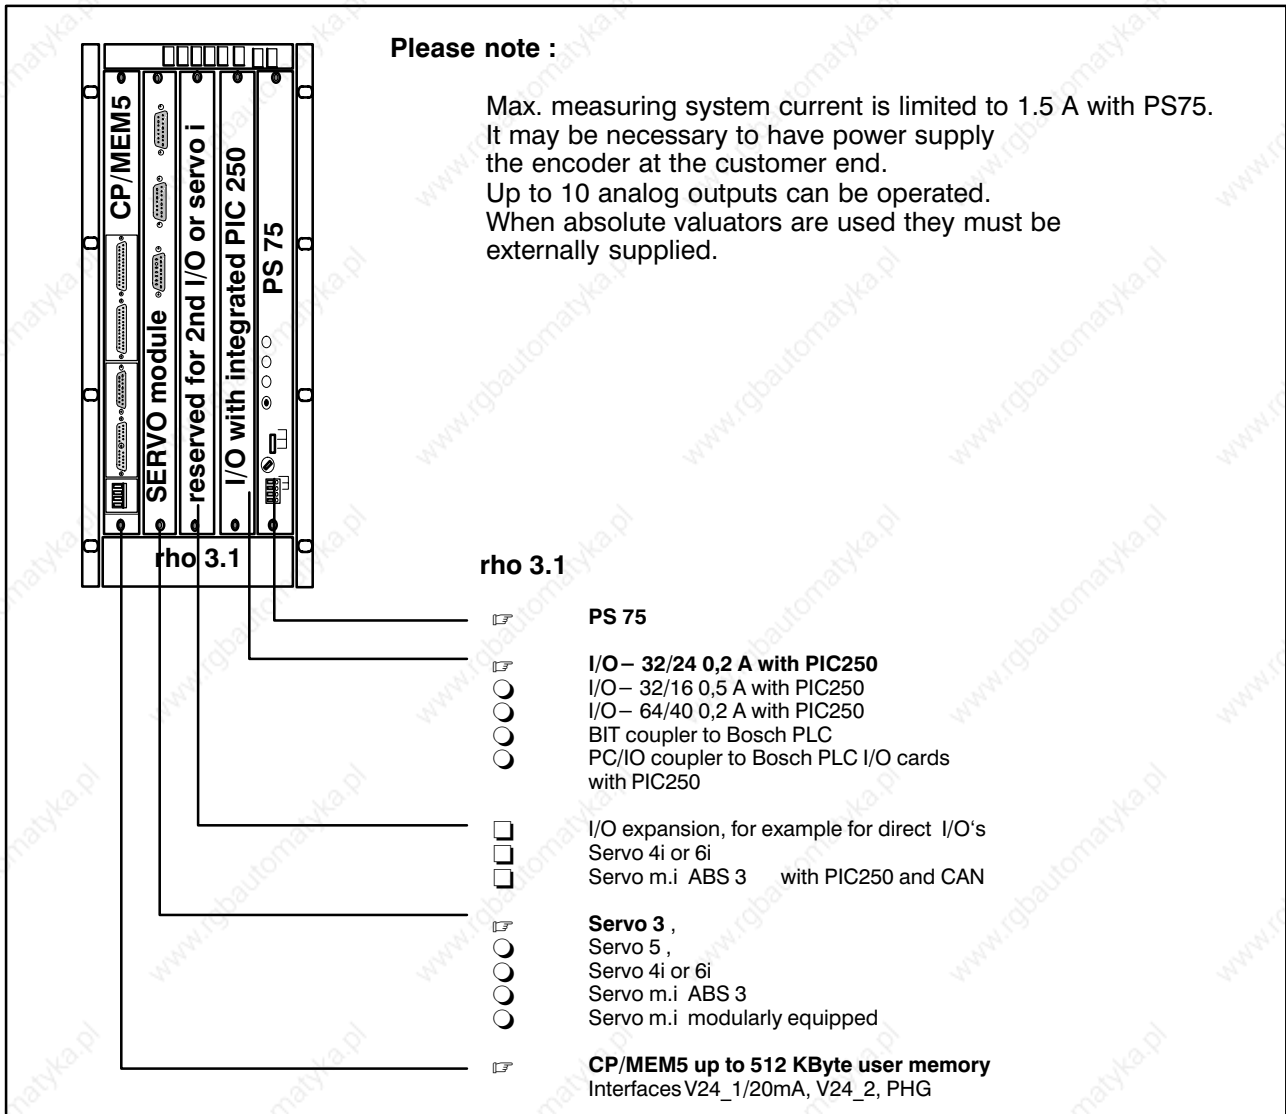 Please note :
Max. measuring system current is limited to 1.5 A with PS75.
It may be necessary to have power supply
the encoder at the customer end.
Up to 10 analog outputs can be operated.
When absolute valuators are used they must be
externally supplied.
CP/MEM5
SERVO module
reserved for 2nd I/O or servo i
I/O with integrated PIC 250
PS 75
rho 3.1
rho 3.1
PS 75
I/O– 32/24 0,2 A with PIC250
I/O– 32/16 0,5 A with PIC250
I/O– 64/40 0,2 A with PIC250
BIT coupler to Bosch PLC
PC/IO coupler to Bosch PLC I/O cards
with PIC250
I/O expansion, for example for direct I/O‘s
Servo 4i or 6i
Servo m.i ABS 3 with PIC250 and CAN
Servo 3 ,
Servo 5 ,
Servo 4i or 6i
Servo m.i ABS 3
Servo m.i modularly equipped
CP/MEM5 up to 512 KByte user memory
Interfaces V24_1/20mA, V24_2, PHG
www.rgbautomatyka.pl